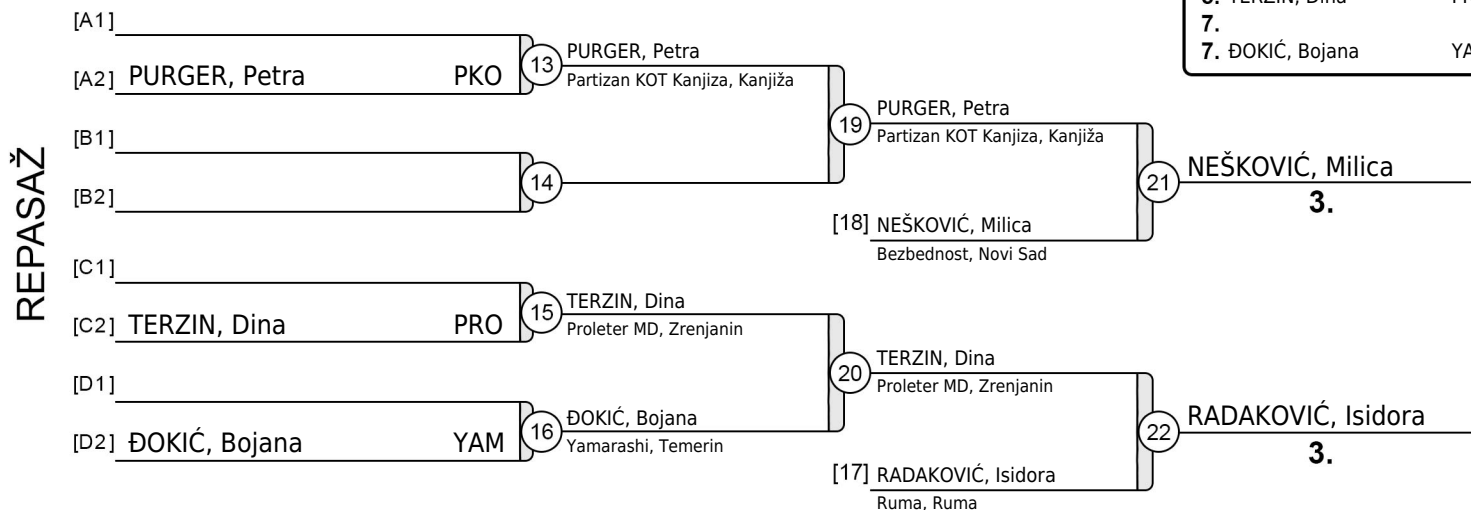 REPASAŽ
[A1]
[A2] PURGER, Petra PKO
13
PURGER, Petra
Partizan KOT Kanjiza, Kanjiža
[B1]
[B2]
14
19
PURGER, Petra
Partizan KOT Kanjiza, Kanjiža
[18] NEŠKOVIĆ, Milica
Bezbednost, Novi Sad
21
NEŠKOVIĆ, Milica
3.
[C1]
[C2] TERZIN, Dina PRO
15
TERZIN, Dina
Proleter MD, Zrenjanin
[D1]
[D2] ĐOKIĆ, Bojana YAM
16
ĐOKIĆ, Bojana
Yamarashi, Temerin
20
TERZIN, Dina
Proleter MD, Zrenjanin
[17] RADAKOVIĆ, Isidora
Ruma, Ruma
22
RADAKOVIĆ, Isidora
3.
7.
7. ĐOKIĆ, Bojana YA